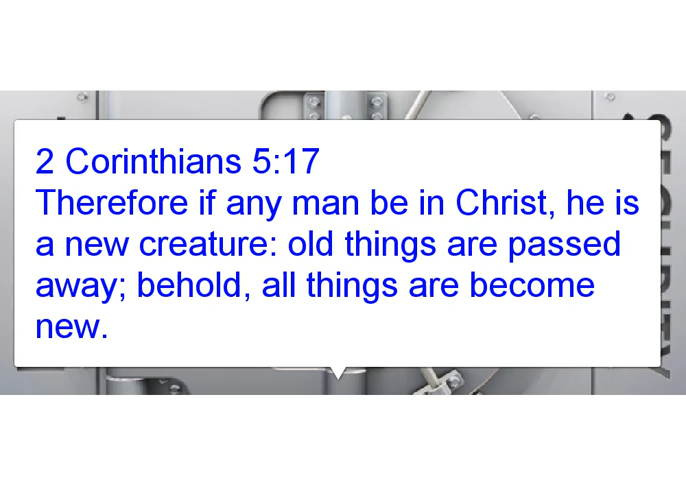 2 Corinthians 5:17
Therefore if any man be in Christ, he is
a new creature: old things are passed
away; behold, all things are become
new.
SECURITY